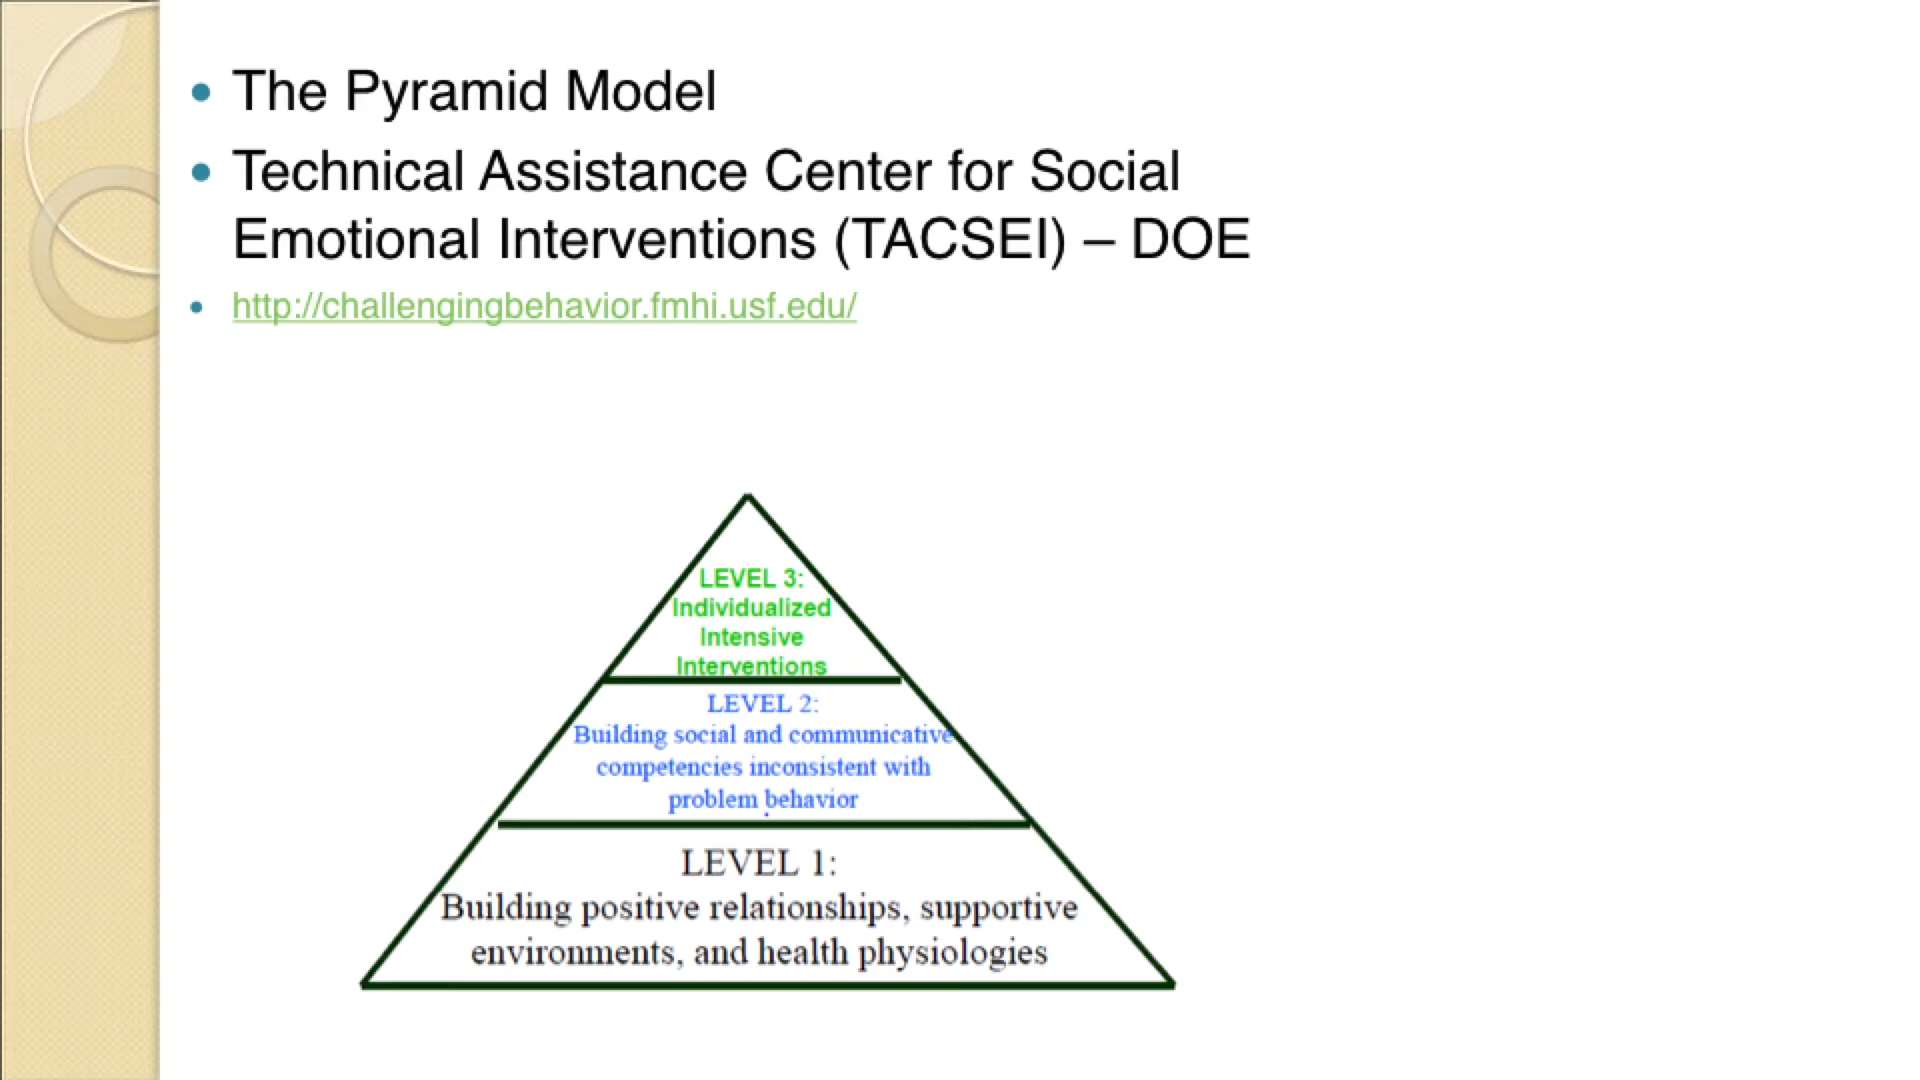 The Pyramid Model
Technical Assistance Center for Social
Emotional Interventions (TACSEI) – DOE
http://challengingbehavior.fmhi.usf.edu/
LEVEL 3:
Individualized
Intensive
Interventions
LEVEL 2:
Building social and communicative
competencies inconsistent with
problem behavior
LEVEL 1:
Building positive relationships, supportive
environments, and health physiologies